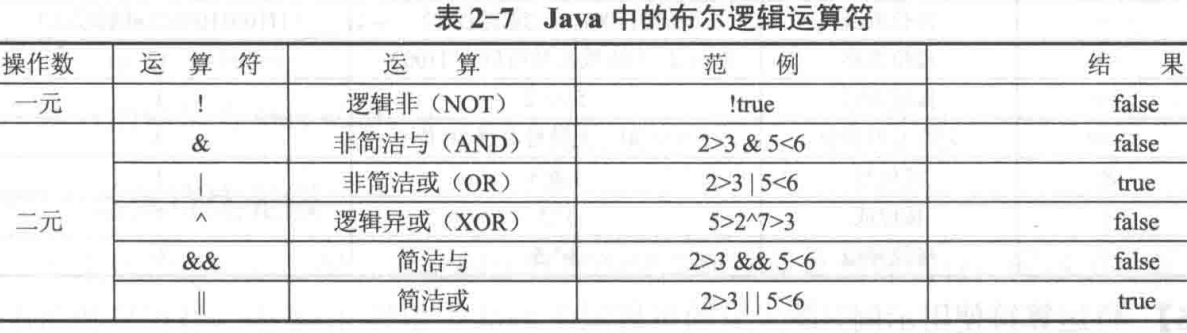 表 2-7 Java 中的布尔逻辑运算符
操作数 运 算 符 运 算 范 例 结 果
一元 ! 逻辑非（NOT） !true false
& 非简洁与（AND） 2>3 & 5<6 false
| 非简洁或（OR） 2>3 | 5<6 true
二元 ^ 逻辑异或（XOR） 5>2^7>3 false
&& 简洁与 2>3 && 5<6 false
|| 简洁或 2>3 || 5<6 true